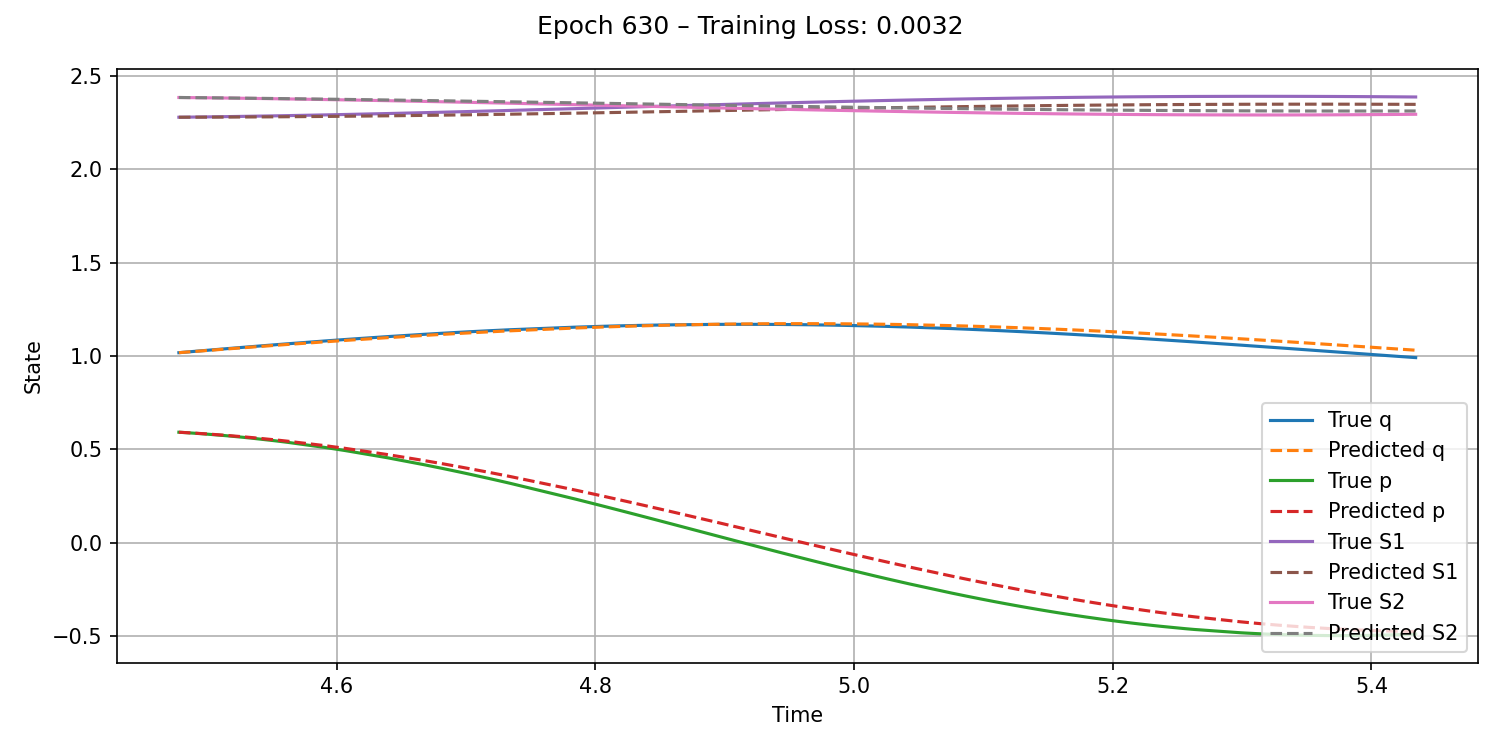 Epoch 630 – Training Loss: 0.0032
2.5
2.0
1.5
1.0
0.5
0.0
−0.5
State
4.6
4.8
5.0
5.2
5.4
Time
True q
Predicted q
True p
Predicted p
True S1
Predicted S1
True S2
Predicted S2